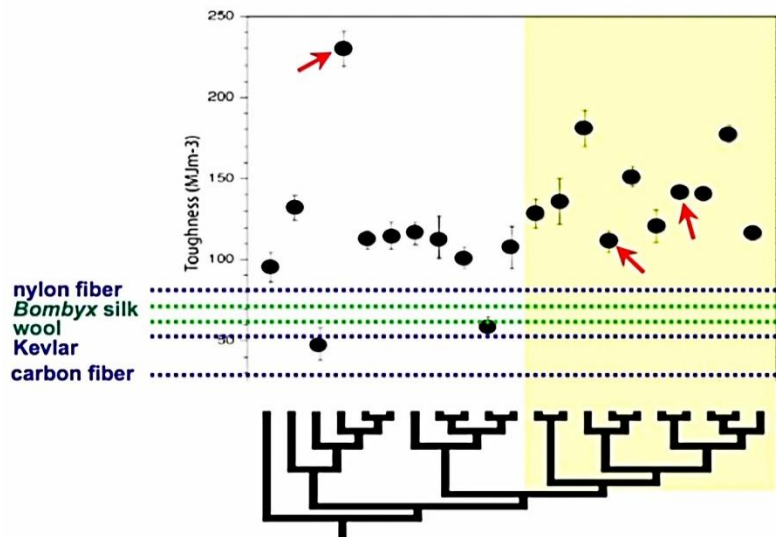 Toughness (MJm-3)
250
200
150
100
50
nylon fiber
Bombyx silk
wool
Kevlar
carbon fiber